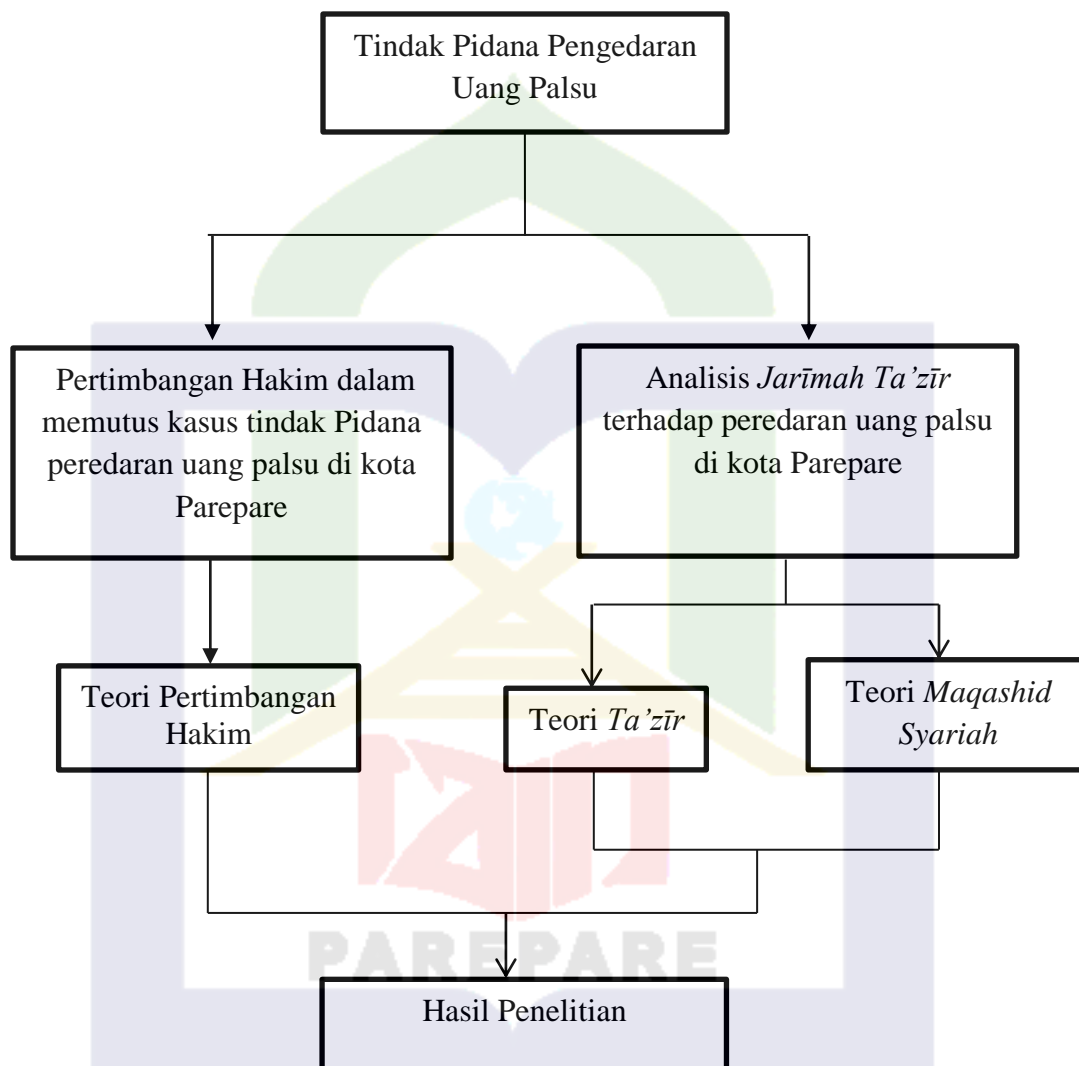 Tindak Pidana Pengedaran
Uang Palsu
Pertimbangan Hakim dalam
memutus kasus tindak Pidana
peredaran uang palsu di kota
Parepare
Analisis Jarīmah Ta’zīr
terhadap peredaran uang palsu
di kota Parepare
Teori Pertimbangan
Hakim
Teori Ta’zīr
Teori Maqashid
Syariah
PAREPARE
Hasil Penelitian